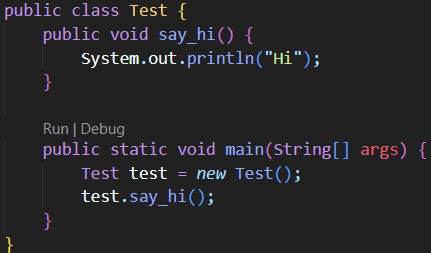 public class Test {
    public void say_hi() {
        System.out.println("Hi");
    }
    Run | Debug
    public static void main(String[] args) {
        Test test = new Test();
        test.say_hi();
    }
}